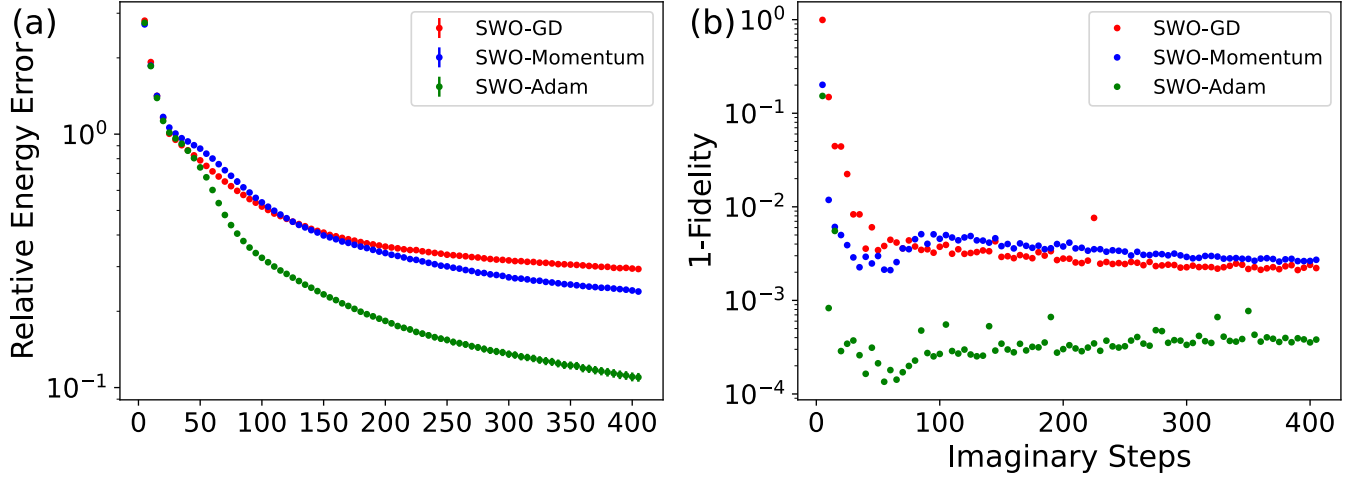 (a)
Relative Energy Error
10^0
10^-1
SWO-GD
SWO-Momentum
SWO-Adam
0 50 100 150 200 250 300 350 400
(b)
1-Fidelity
10^0
10^-1
10^-2
10^-3
10^-4
SWO-GD
SWO-Momentum
SWO-Adam
0 100 200 300 400
Imaginary Steps